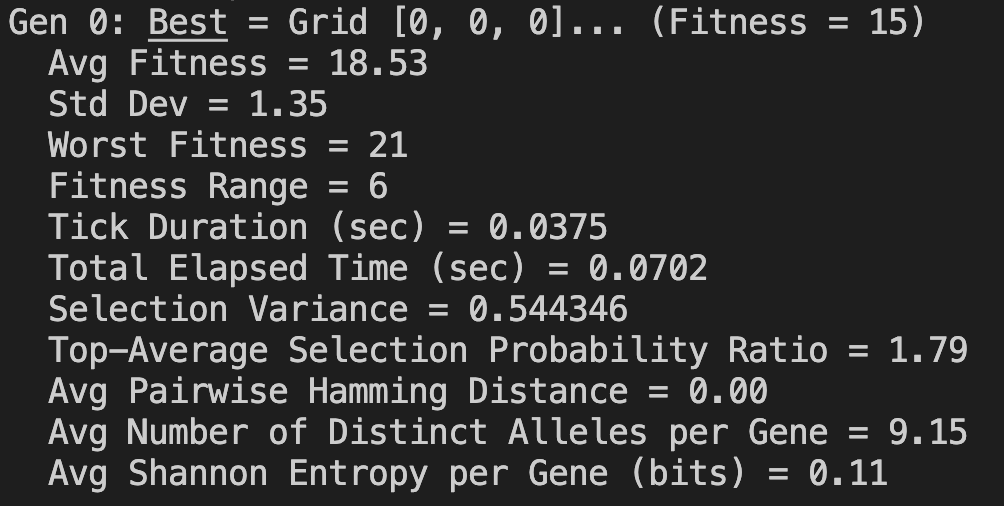 Gen 0: Best = Grid [0, 0, 0]... (Fitness = 15)
Avg Fitness = 18.53
Std Dev = 1.35
Worst Fitness = 21
Fitness Range = 6
Tick Duration (sec) = 0.0375
Total Elapsed Time (sec) = 0.0702
Selection Variance = 0.544346
Top-Average Selection Probability Ratio = 1.79
Avg Pairwise Hamming Distance = 0.00
Avg Number of Distinct Alleles per Gene = 9.15
Avg Shannon Entropy per Gene (bits) = 0.11